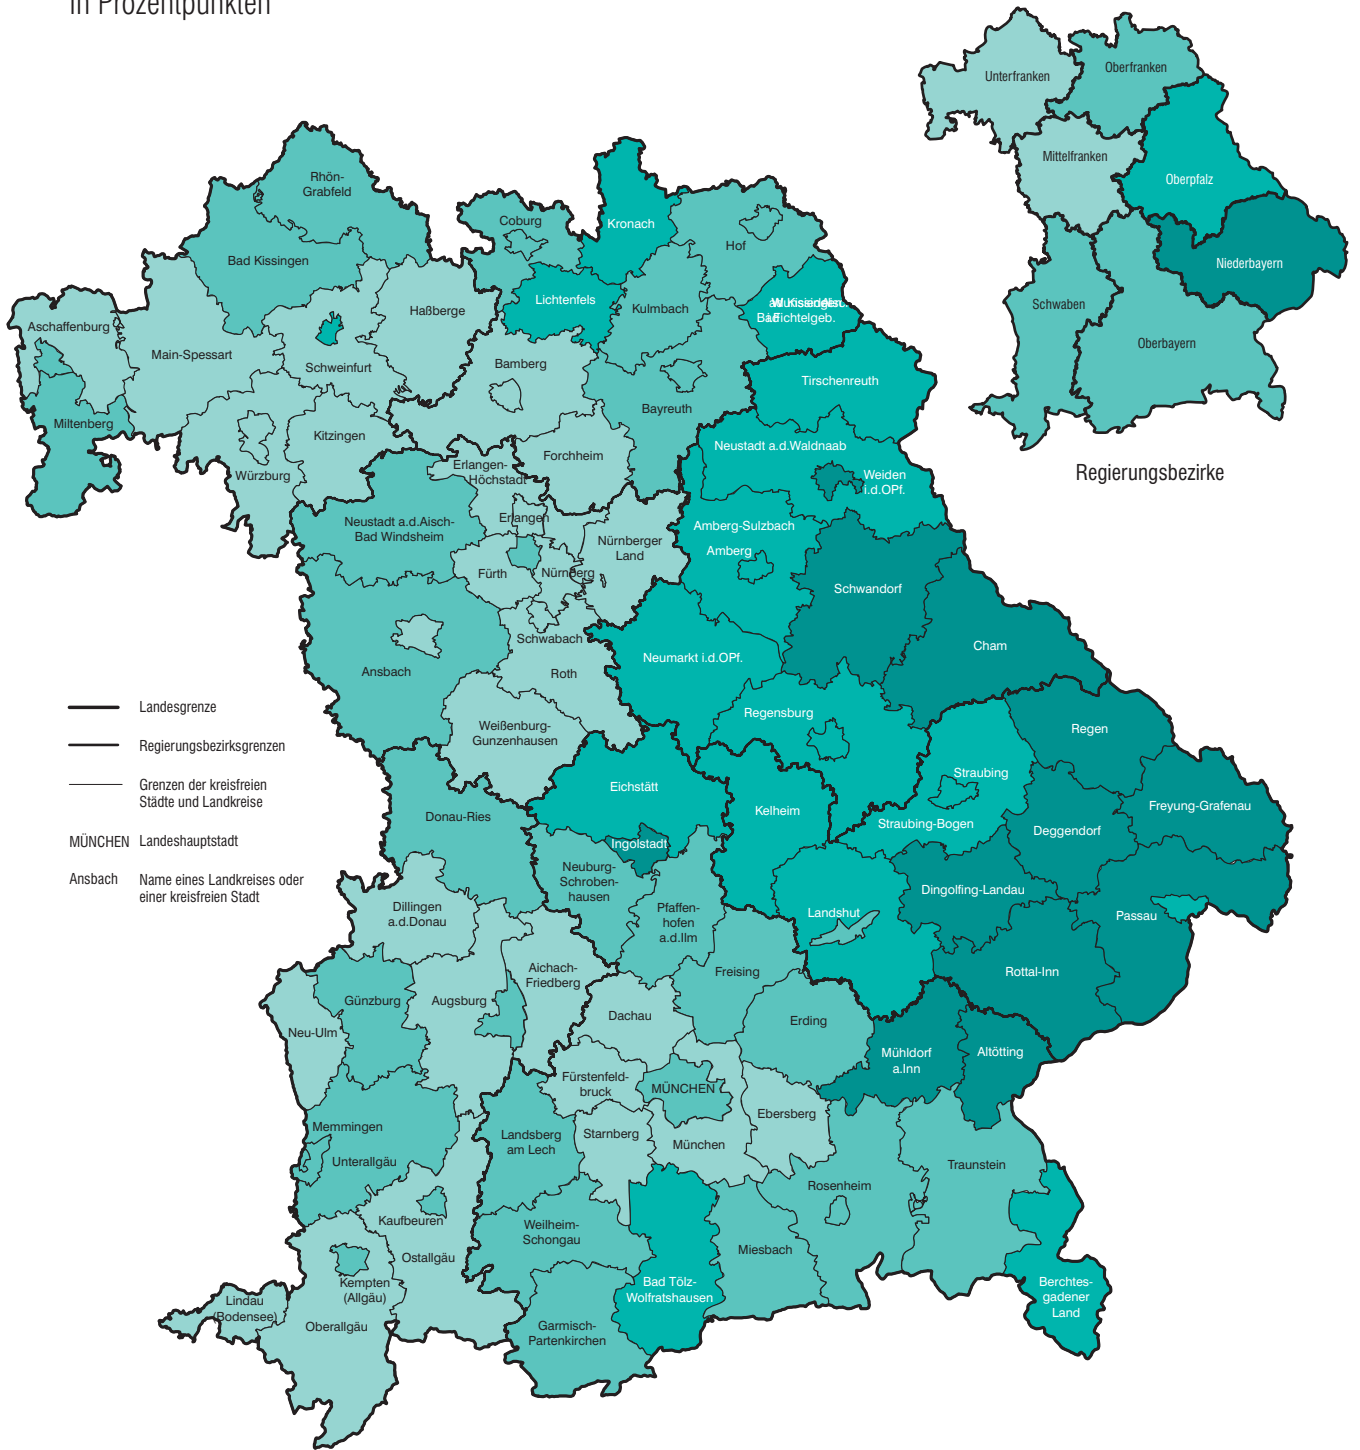 in Prozentpunkten
Unterfranken
Oberfranken
Mittelfranken
Oberpfalz
Niederbayern
Schwaben
Oberbayern
Regierungsbezirke
Rhön-
Grabfeld
Coburg
Kronach
Hof
Bad Kissingen
Lichtenfels
Kulmbach
Fichtelgeb.
Haßberge
Aschaffenburg
Main-Spessart
Schweinfurt
Bamberg
Tirschenreuth
Bayreuth
Miltenberg
Kitzingen
Würzburg
Forchheim
Erlangen-
Höchstadt
Neustadt a.d.Waldnaab
Weiden
i.d.OPf.
Neustadt a.d.Aisch-
Bad Windsheim
Erlangen
Nürnberger
Land
Amberg-Sulzbach
Amberg
Fürth
Nürnberg
Schwandorf
Schwabach
Cham
Ansbach
Roth
Neumarkt i.d.OPf.
Landesgrenze
Regierungsbezirksgrenzen
Grenzen der kreisfreien
Städte und Landkreise
MÜNCHEN Landeshauptstadt
Ansbach Name eines Landkreises oder
einer kreisfreien Stadt
Weißenburg-
Gunzenhausen
Regensburg
Regen
Eichstätt
Straubing
Kelheim
Freyung-Grafenau
Donau-Ries
Straubing-Bogen
Deggendorf
Ingolstadt
Neuburg-
Schroben-
hausen
Dingolfing-Landau
Dillingen
a.d.Donau
Pfaffen-
hofen
a.d.Ilm
Landshut
Passau
Aichach-
Friedberg
Freising
Rottal-Inn
Günzburg
Augsburg
Neu-Ulm
Dachau
Erding
Mühldorf
a.Inn
Altötting
Fürstenfeld-
bruck
MÜNCHEN
Ebersberg
Memmingen
Landsberg
am Lech
Starnberg
München
Unterallgäu
Traunstein
Rosenheim
Kaufbeuren
Weilheim-
Schongau
Ostallgäu
Miesbach
Kempten
(Allgäu)
Bad Tölz-
Wolfratshausen
Berchtes-
gadener
Land
Lindau
(Bodensee)
Oberallgäu
Garmisch-
Partenkirchen